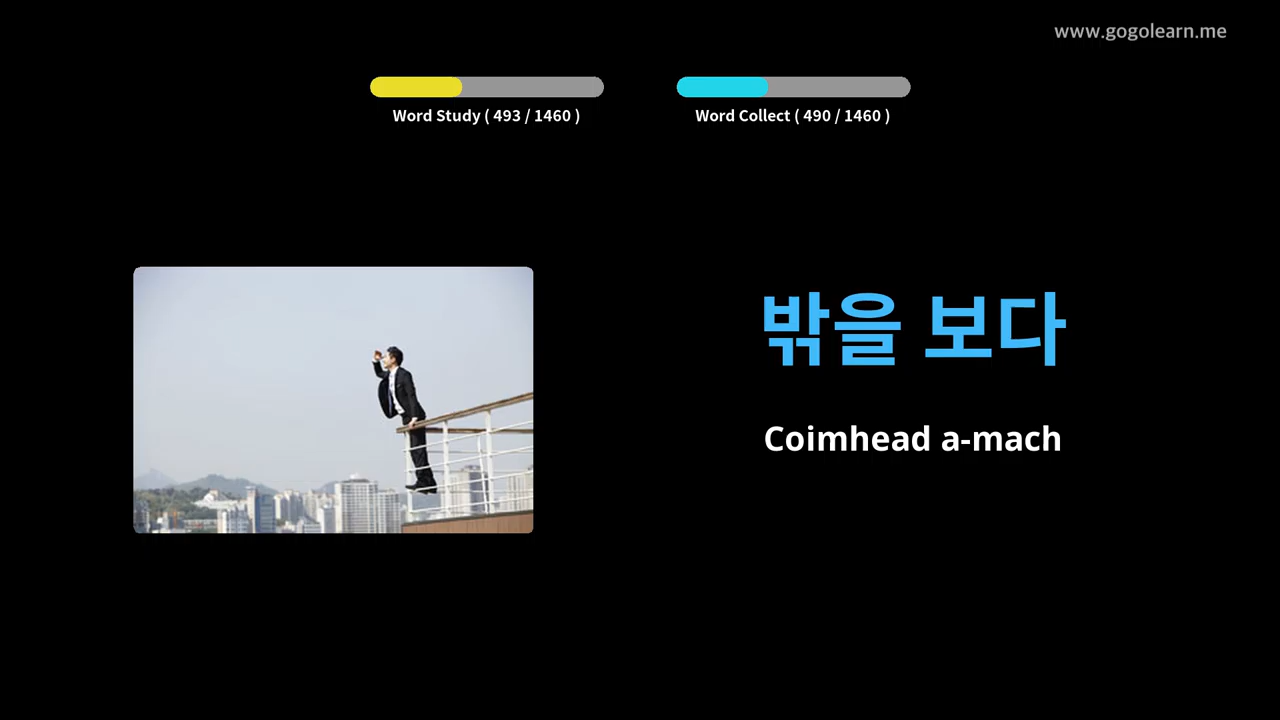 www.gogolearn.me
Word Study ( 493 / 1460 )
Word Collect ( 490 / 1460 )
밖을 보다
Coimhead a-mach